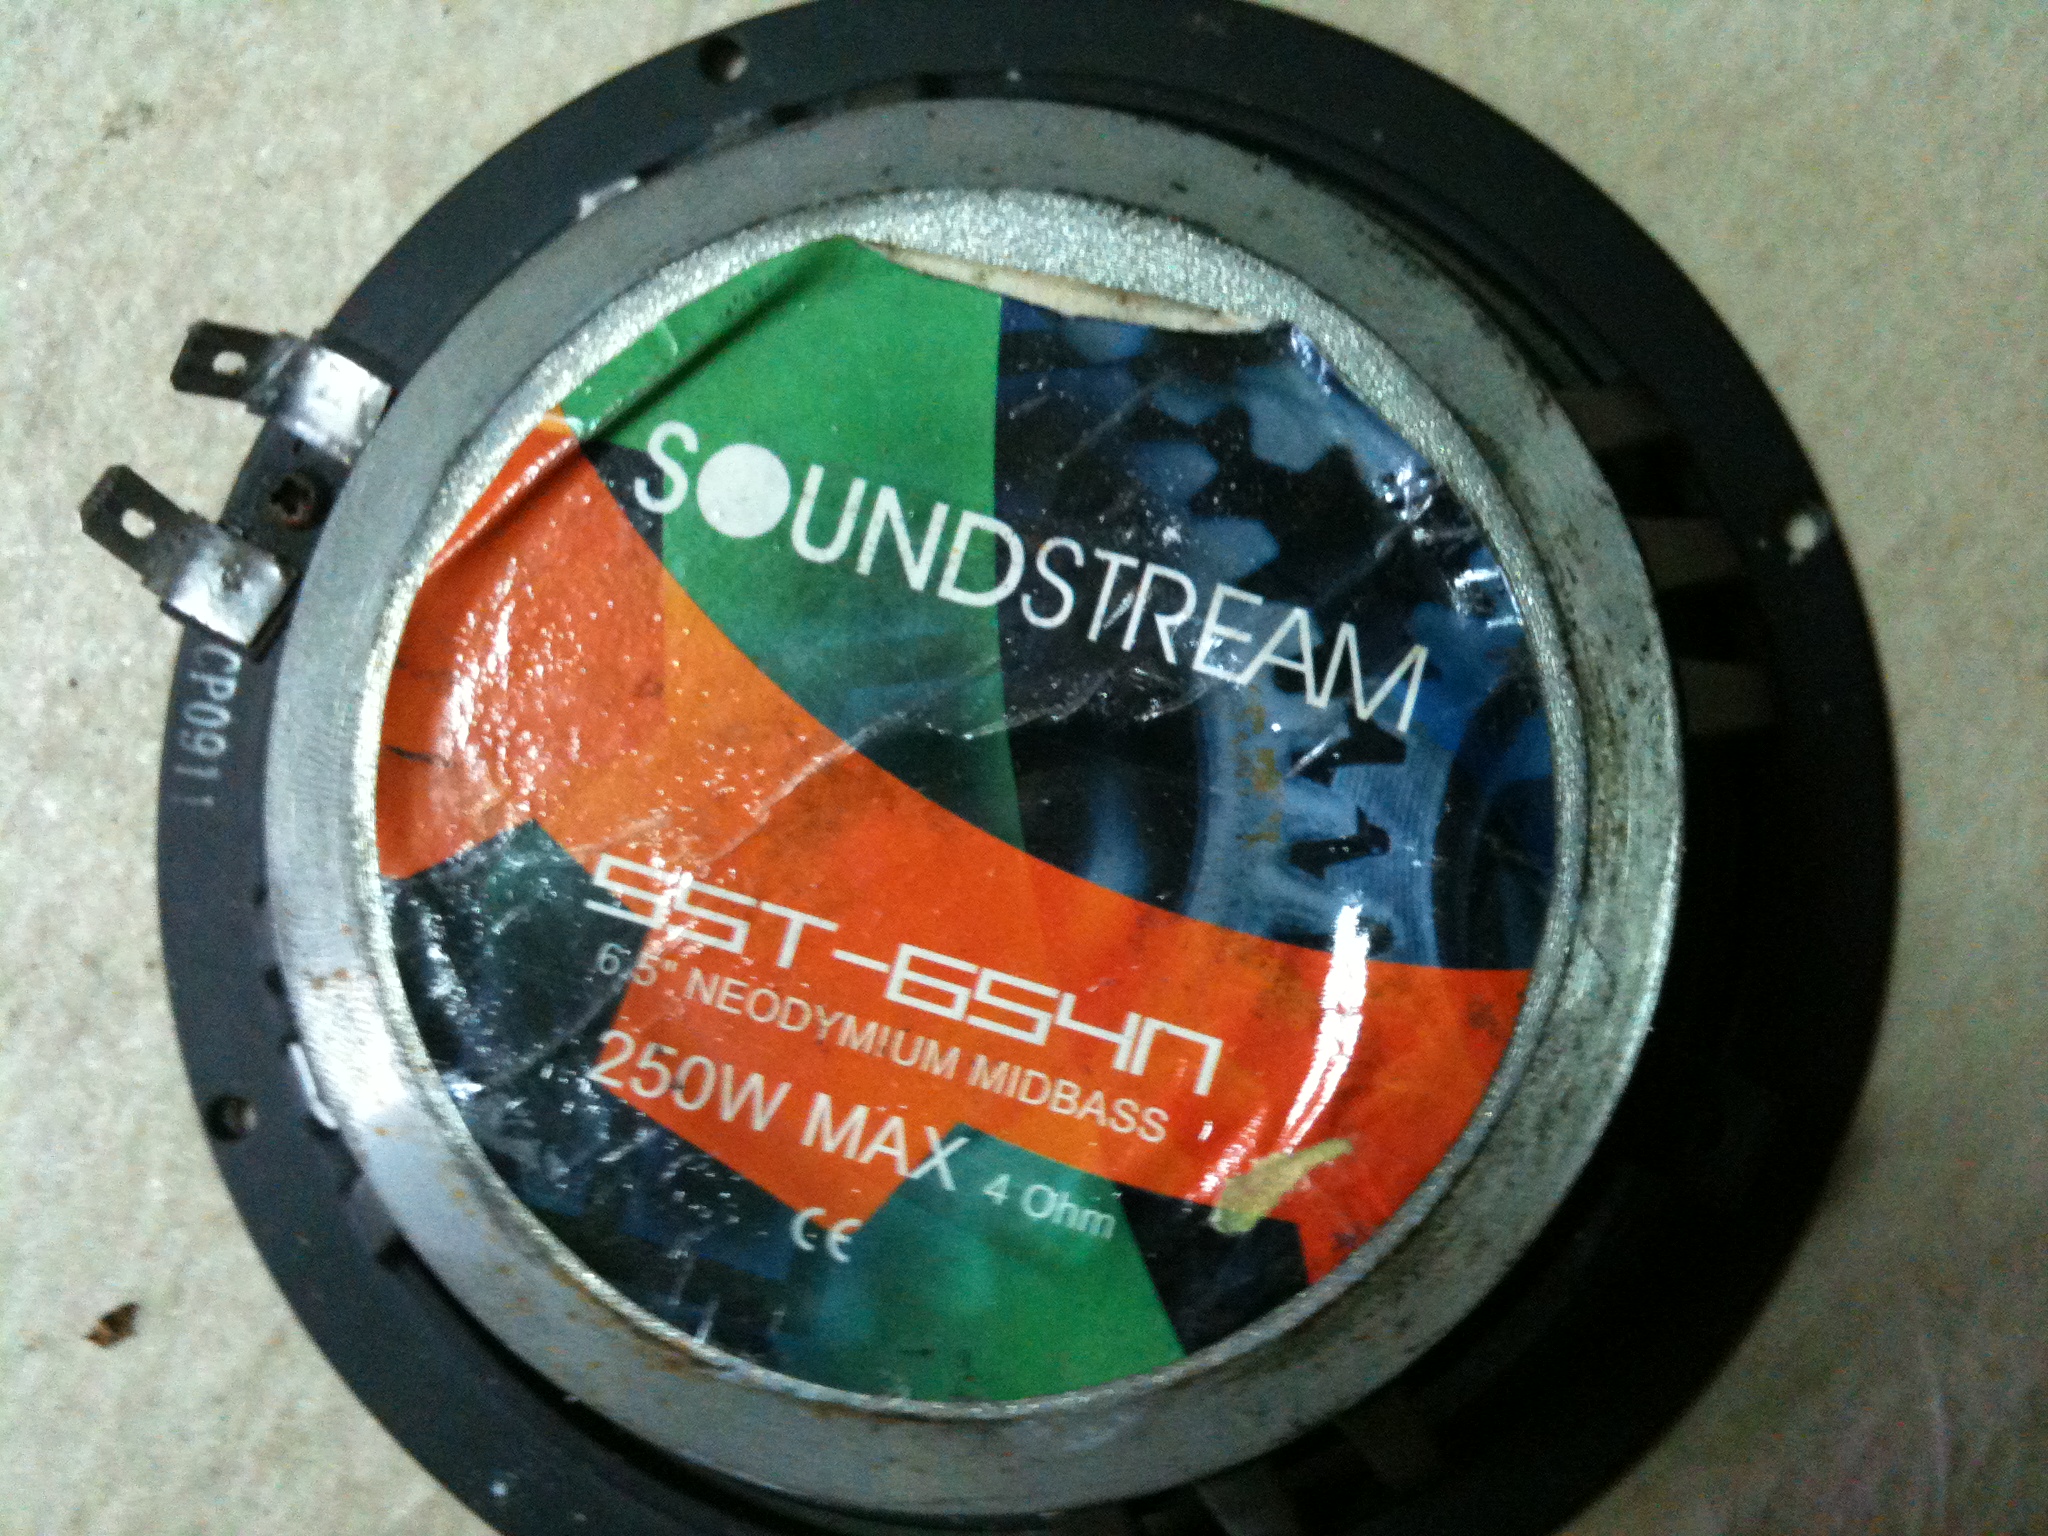 SOUNDSTREAM
CP0911
SST-654n
6.5" NEODYMIUM MIDBASS
250W MAX 4 Ohm
CE